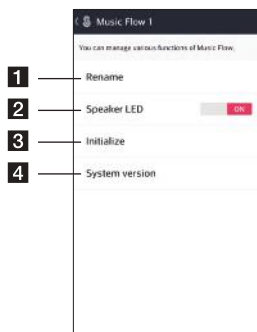 Music Flow 1
You can manage various functions of Music Flow.
1 Rename
2 Speaker LED ON
3 Initialize
4 System version